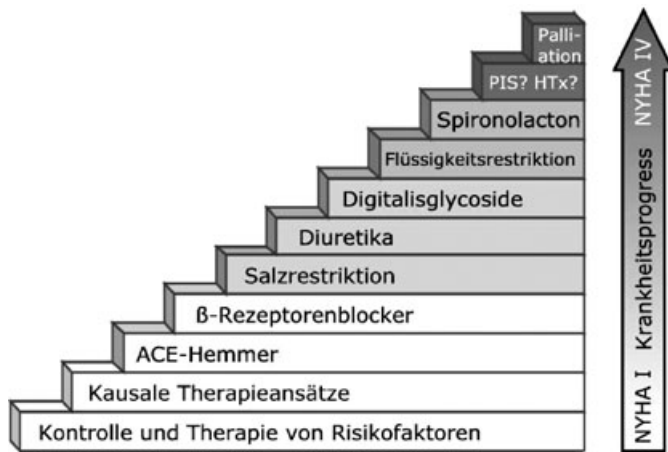 Palli-
ation
PIS? HTx?
Spironolacton
Flüssigkeitsrestriktion
Digitalisglycoside
Diuretika
Salzrestriktion
ß-Rezeptorenblocker
ACE-Hemmer
Kausale Therapieansätze
Kontrolle und Therapie von Risikofaktoren
NYHA I Krankheitsprogress NYHA IV